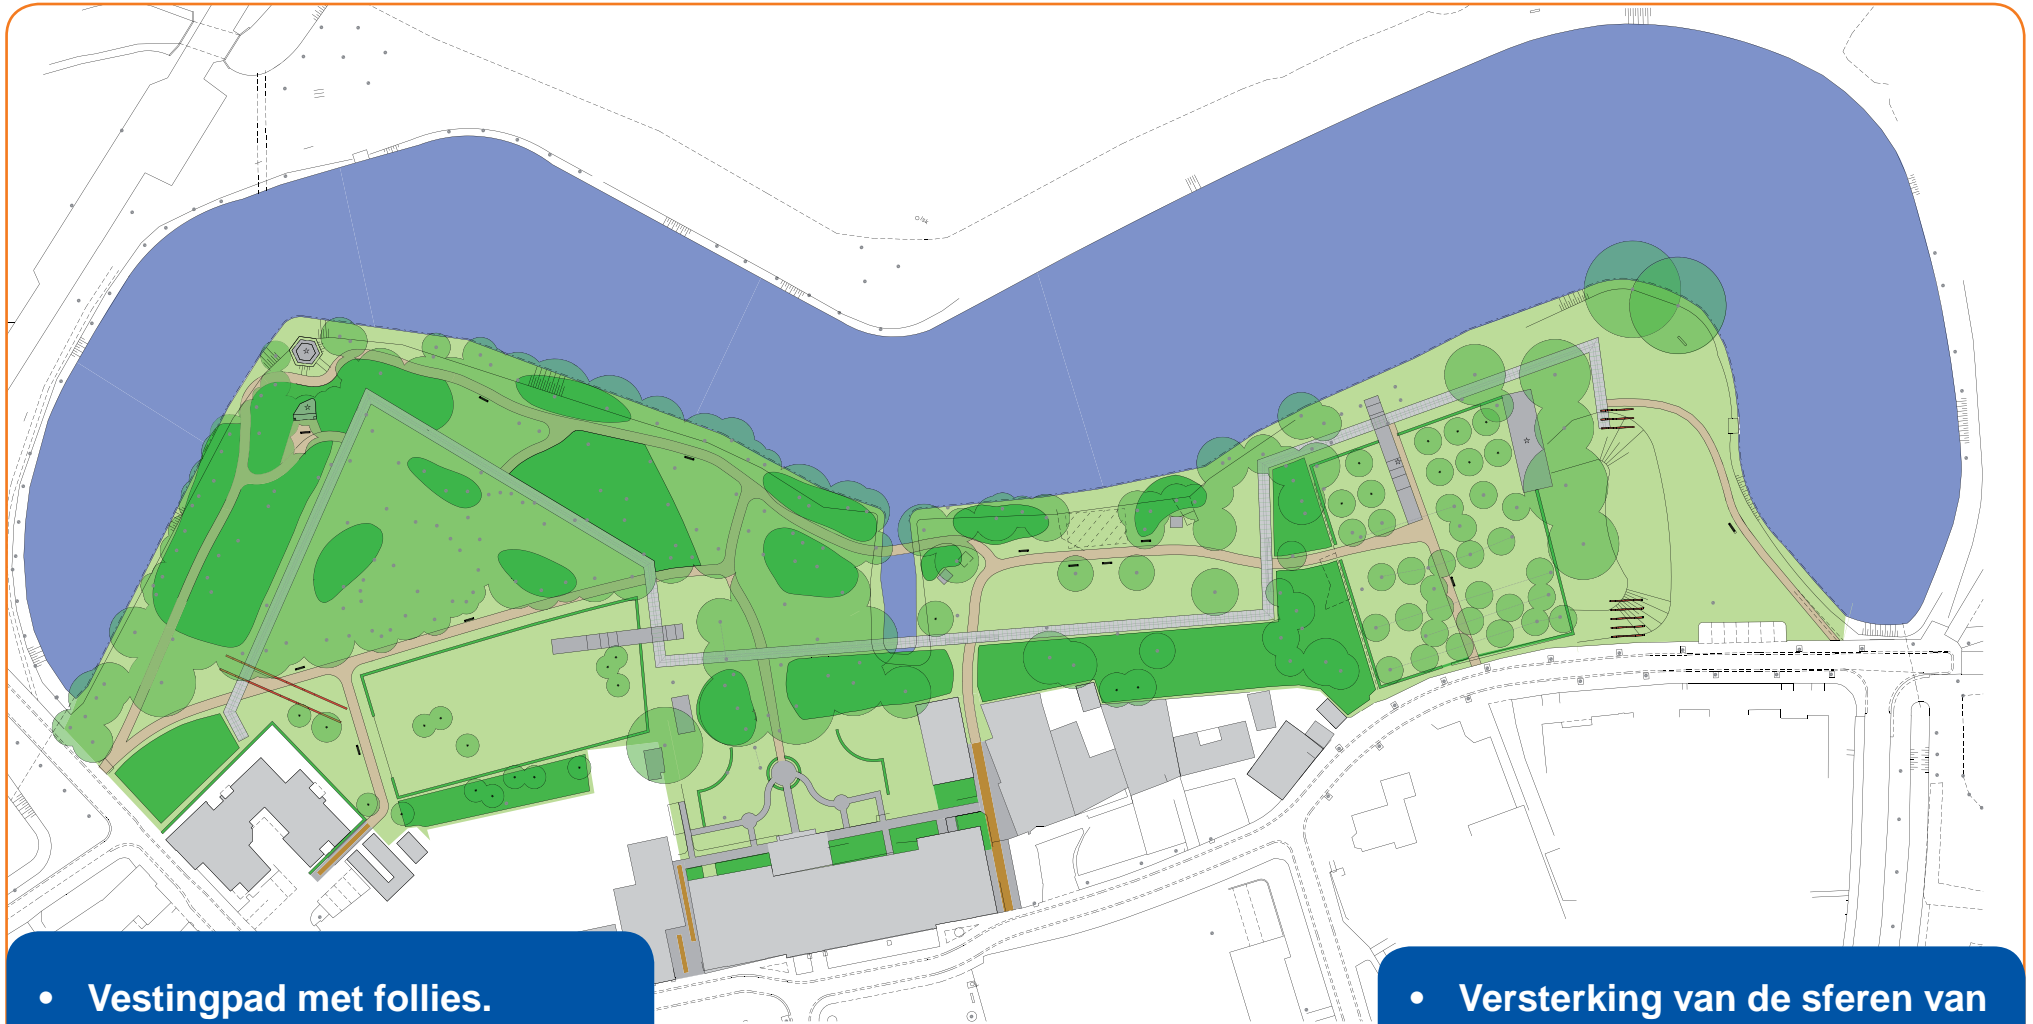 • Vestingpad met follies.
• Versterking van de sferen van